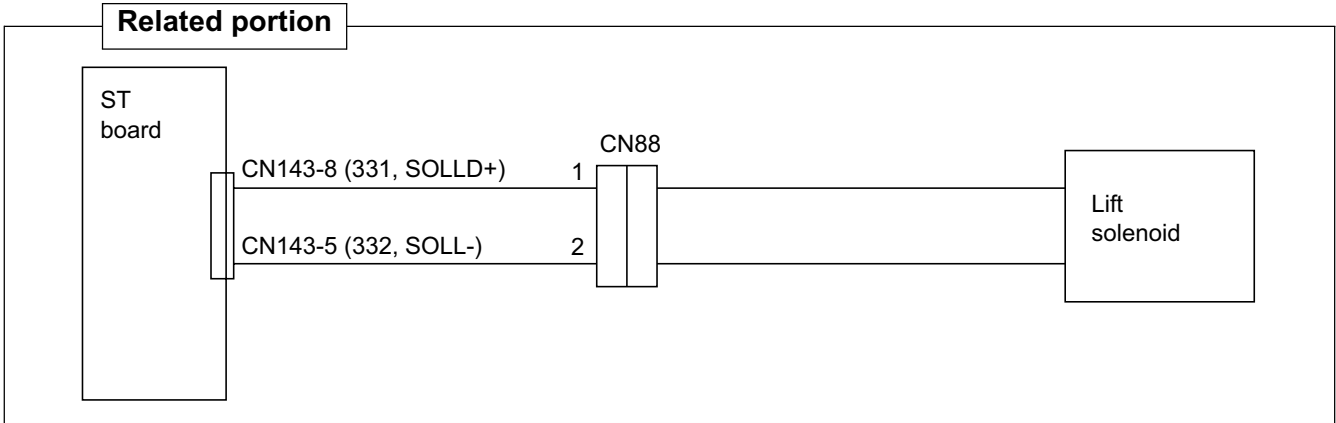 Related portion
ST
board
CN88
CN143-8 (331, SOLLD+)
1
CN143-5 (332, SOLL-)
2
Lift
solenoid